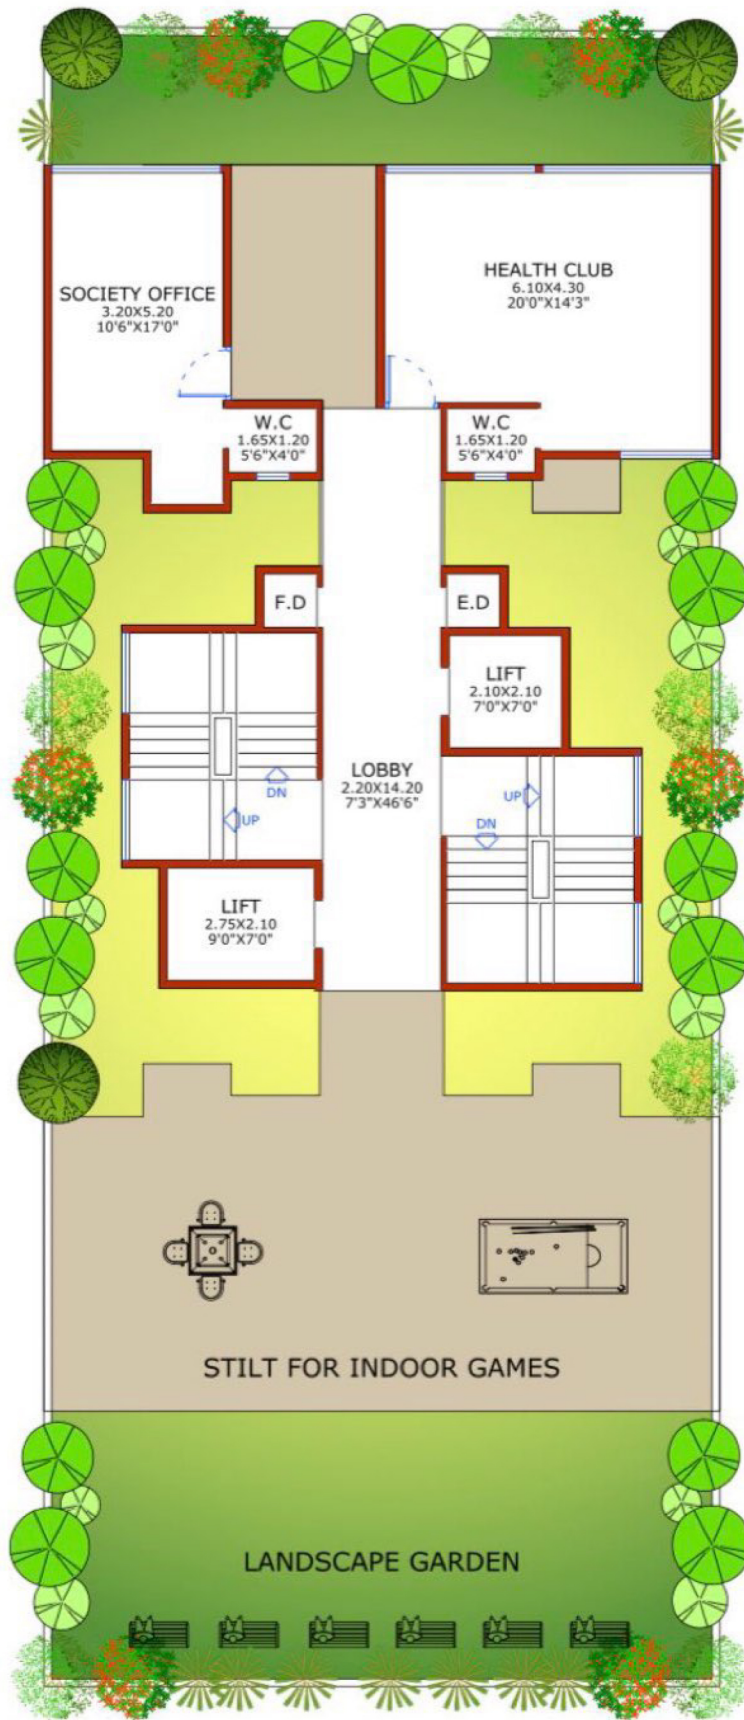 HEALTH CLUB
6.10X4.30
20'0"X14'3"
SOCIETY OFFICE
3.20X5.20
10'6"X17'0"
W.C
1.65X1.20
5'6"X4'0"
W.C
1.65X1.20
5'6"X4'0"
F.D
E.D
LIFT
2.10X2.10
7'0"X7'0"
LOBBY
2.20X14.20
7'3"X46'6"
DN
UP
UP
DN
LIFT
2.75X2.10
9'0"X7'0"
STILT FOR INDOOR GAMES
LANDSCAPE GARDEN